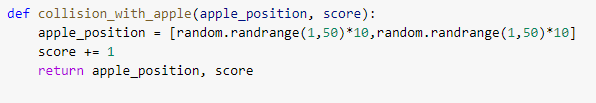 def collision_with_apple(apple_position, score):
    apple_position = [random.randrange(1,50)*10,random.randrange(1,50)*10]
    score += 1
    return apple_position, score